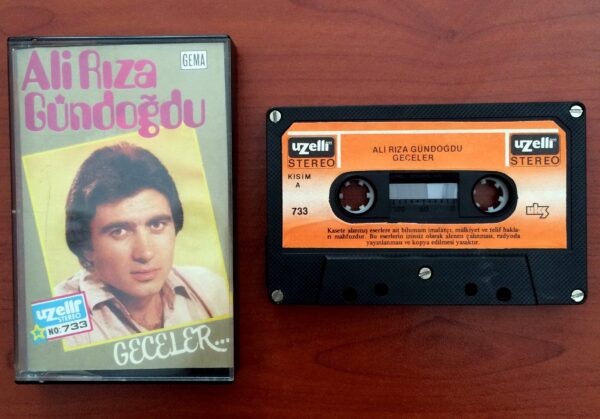 Ali Rıza
Gündoğdu
GEMA
uzelli
STEREO
NO: 733
GECELER...
uzelli
STEREO
ALİ RIZA GÜNDOĞDU
GECELER
uzelli
STEREO
KISIM
A
733
Kasete alınmış eserlere ait bilumum imalatçı, mülkiyet ve telif hakla-
rı mahfuzdur. Bu eserlerin izinsiz olarak alenen çalınması, radyoda
yayınlanması ve kopya edilmesi yasaktır.